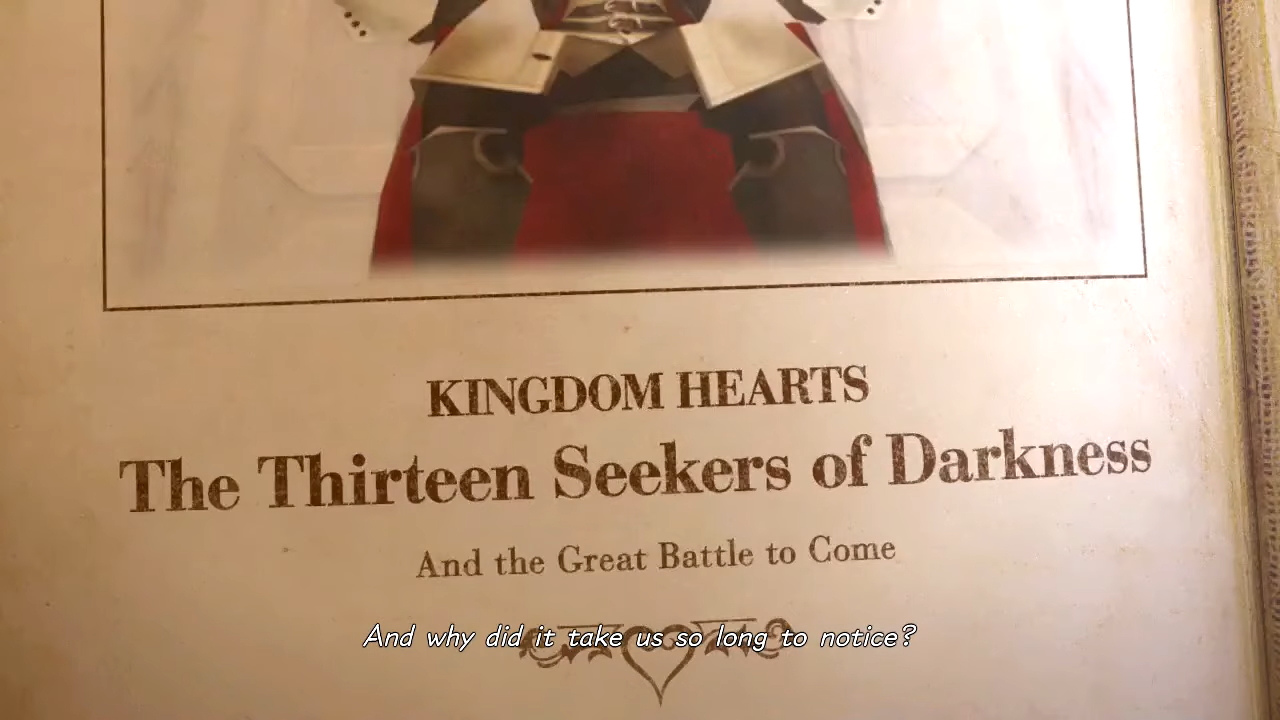 KINGDOM HEARTS
The Thirteen Seekers of Darkness
And the Great Battle to Come
And why did it take us so long to notice?